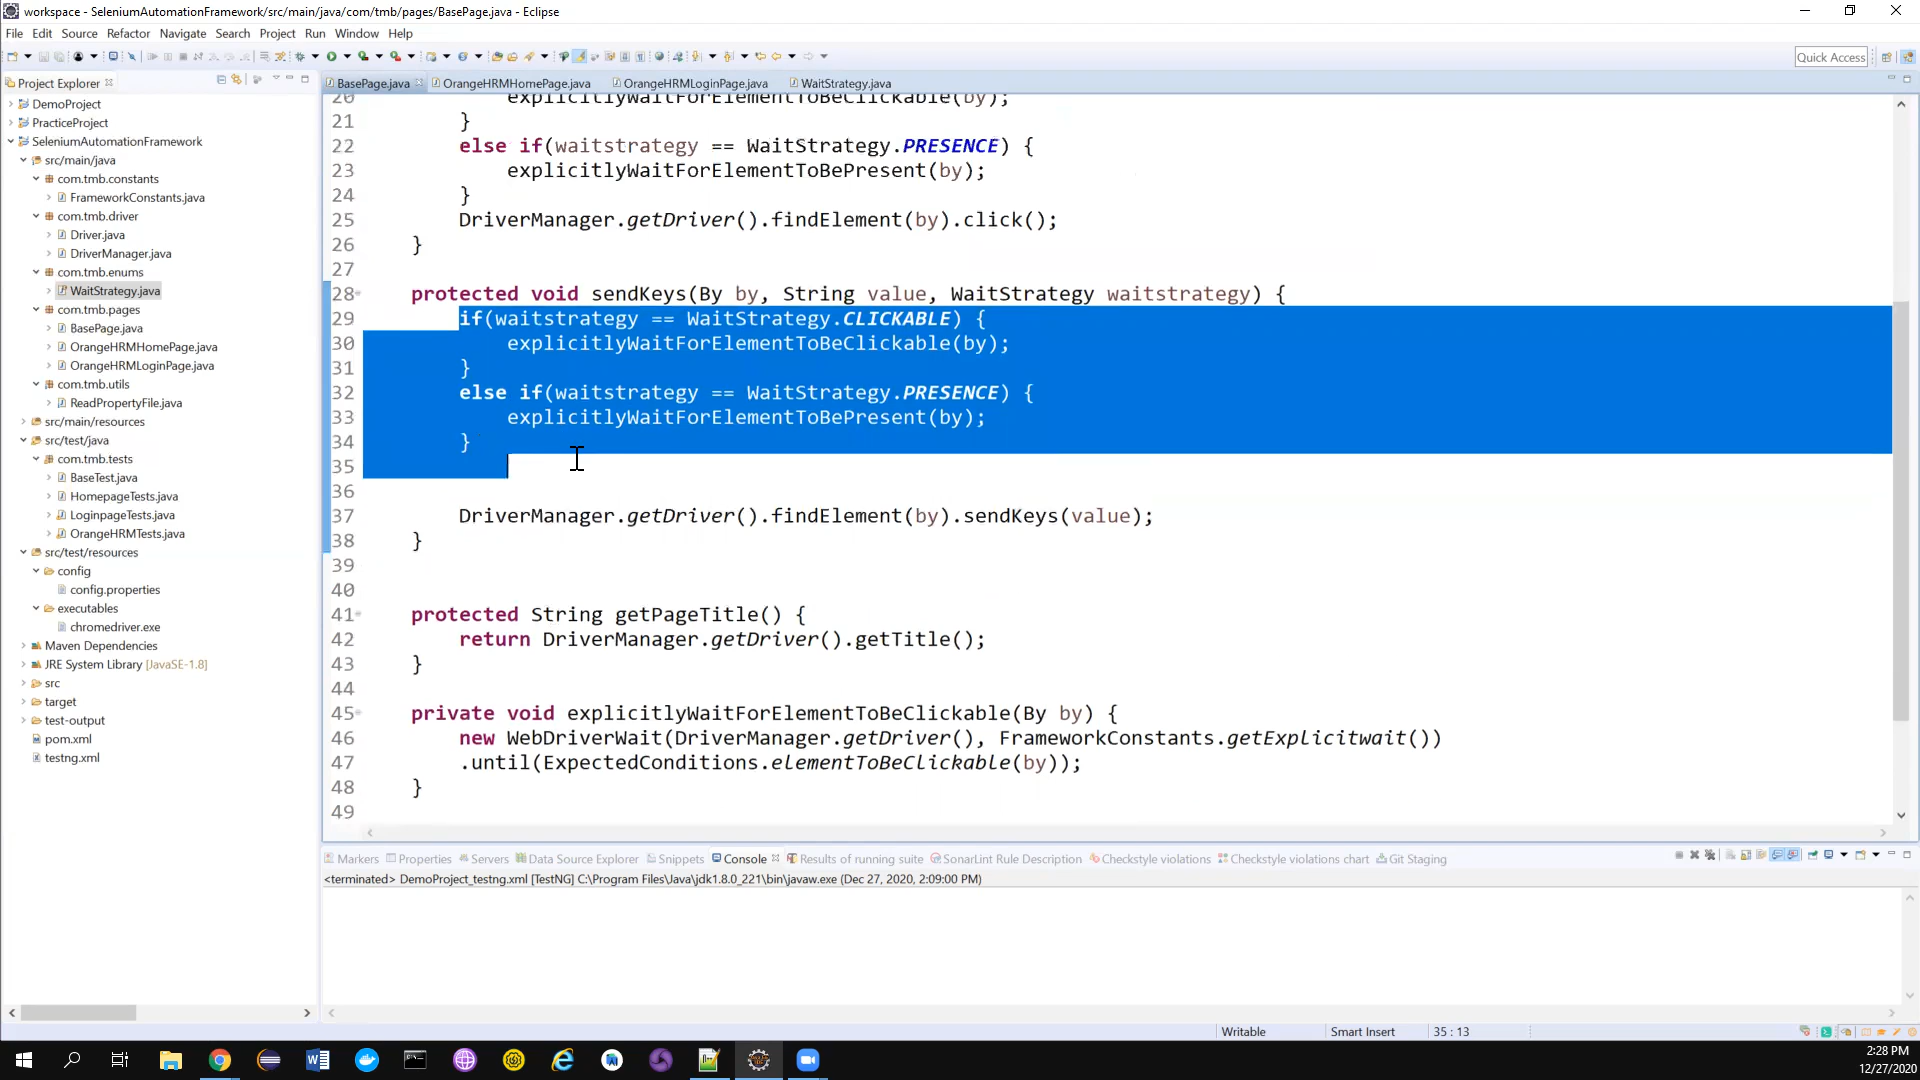 workspace - SeleniumAutomationFramework/src/main/java/com/tmb/pages/BasePage.java - Eclipse
File Edit Source Refactor Navigate Search Project Run Window Help
Quick Access
Project Explorer
DemoProject
PracticeProject
SeleniumAutomationFramework
src/main/java
com.tmb.constants
FrameworkConstants.java
com.tmb.driver
Driver.java
DriverManager.java
com.tmb.enums
WaitStrategy.java
com.tmb.pages
BasePage.java
OrangeHRMHomePage.java
OrangeHRMLoginPage.java
com.tmb.utils
ReadPropertyFile.java
src/main/resources
src/test/java
com.tmb.tests
BaseTest.java
HomepageTests.java
LoginpageTests.java
OrangeHRMTests.java
src/test/resources
config
config.properties
executables
chromedriver.exe
Maven Dependencies
JRE System Library [JavaSE-1.8]
src
target
test-output
pom.xml
testng.xml
BasePage.java OrangeHRMHomePage.java OrangeHRMLoginPage.java WaitStrategy.java
20 explicitlyWaitForElementToBeClickable(by);
21 }
22 else if(waitstrategy == WaitStrategy.PRESENCE) {
23 explicitlyWaitForElementToBePresent(by);
24 }
25 DriverManager.getDriver().findElement(by).click();
26 }
27
28 protected void sendKeys(By by, String value, WaitStrategy waitstrategy) {
29 if(waitstrategy == WaitStrategy.CLICKABLE) {
30 explicitlyWaitForElementToBeClickable(by);
31 }
32 else if(waitstrategy == WaitStrategy.PRESENCE) {
33 explicitlyWaitForElementToBePresent(by);
34 }
35
36
37 DriverManager.getDriver().findElement(by).sendKeys(value);
38 }
39
40
41 protected String getPageTitle() {
42 return DriverManager.getDriver().getTitle();
43 }
44
45 private void explicitlyWaitForElementToBeClickable(By by) {
46 new WebDriverWait(DriverManager.getDriver(), FrameworkConstants.getExplicitwait())
47 .until(ExpectedConditions.elementToBeClickable(by));
48 }
49
Markers Properties Servers Data Source Explorer Snippets Console Results of running suite SonarLint Rule Description Checkstyle violations Checkstyle violations chart Git Staging
<terminated> DemoProject_testng.xml [TestNG] C:\Program Files\Java\jdk1.8.0_221\bin\javaw.exe (Dec 27, 2020, 2:09:00 PM)
Writable Smart Insert 35 : 13
2:28 PM
12/27/2020